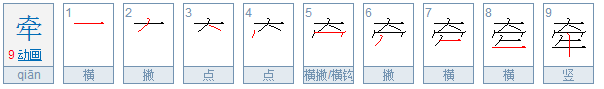 牵
9 动画
qiān
1 2 3 4 5 6 7 8 9
横 撇 点 点 横撇/横钩 撇 横 横 竖